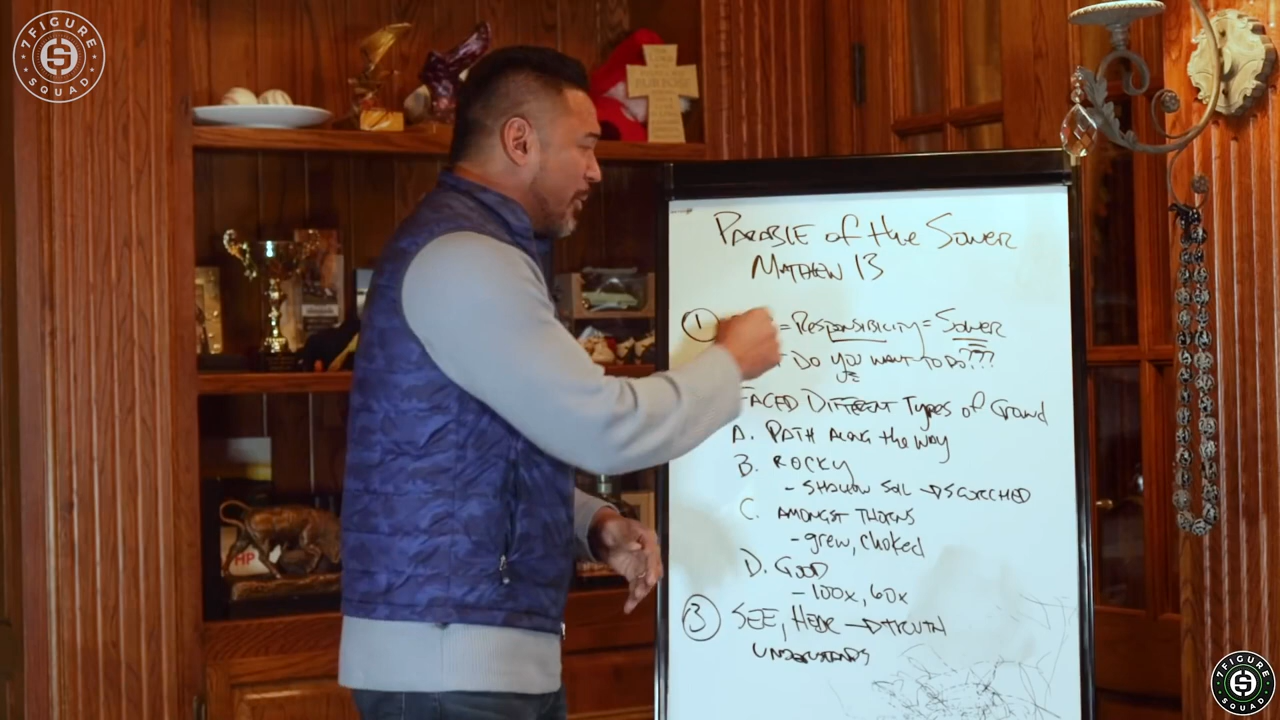 7FIGURE SQUAD
PARABLE of the SOWER
MATHEW 13
① = RESPONSIBILITY = SOWER
DO YOU WANT TO DO???
FACED DIFFERENT TYPES of GROUND
A. PATH ALONG the WAY
B. ROCKY
- SHALLOW SOIL → SCORCHED
C. AMONGST THORNS
- grew, choked
D. GOOD
- 100x, 60x
③ SEE, HEAR → TRUTH
UNDERSTANDS
HP
7FIGURE SQUAD